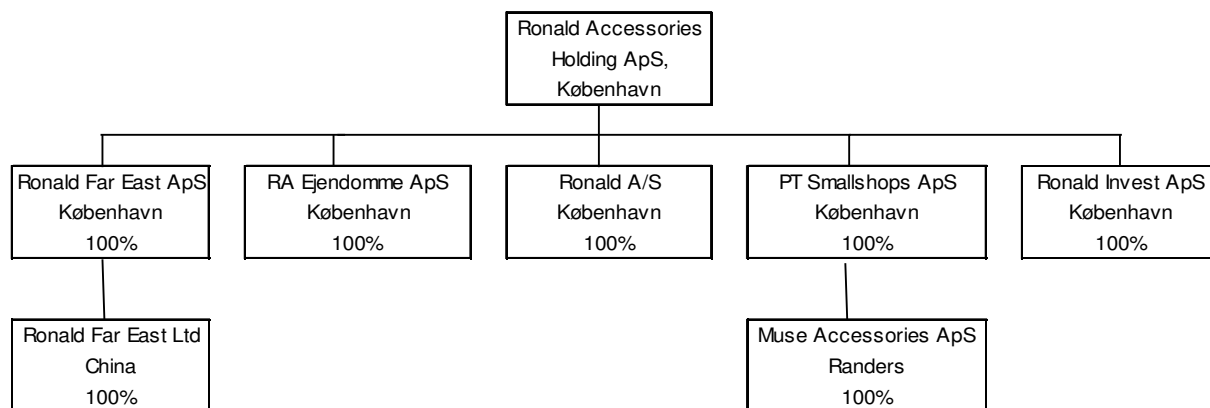 Ronald Accessories
Holding ApS,
København
Ronald Far East ApS
København
100%
RA Ejendomme ApS
København
100%
Ronald A/S
København
100%
PT Smallshops ApS
København
100%
Ronald Invest ApS
København
100%
Ronald Far East Ltd
China
100%
Muse Accessories ApS
Randers
100%